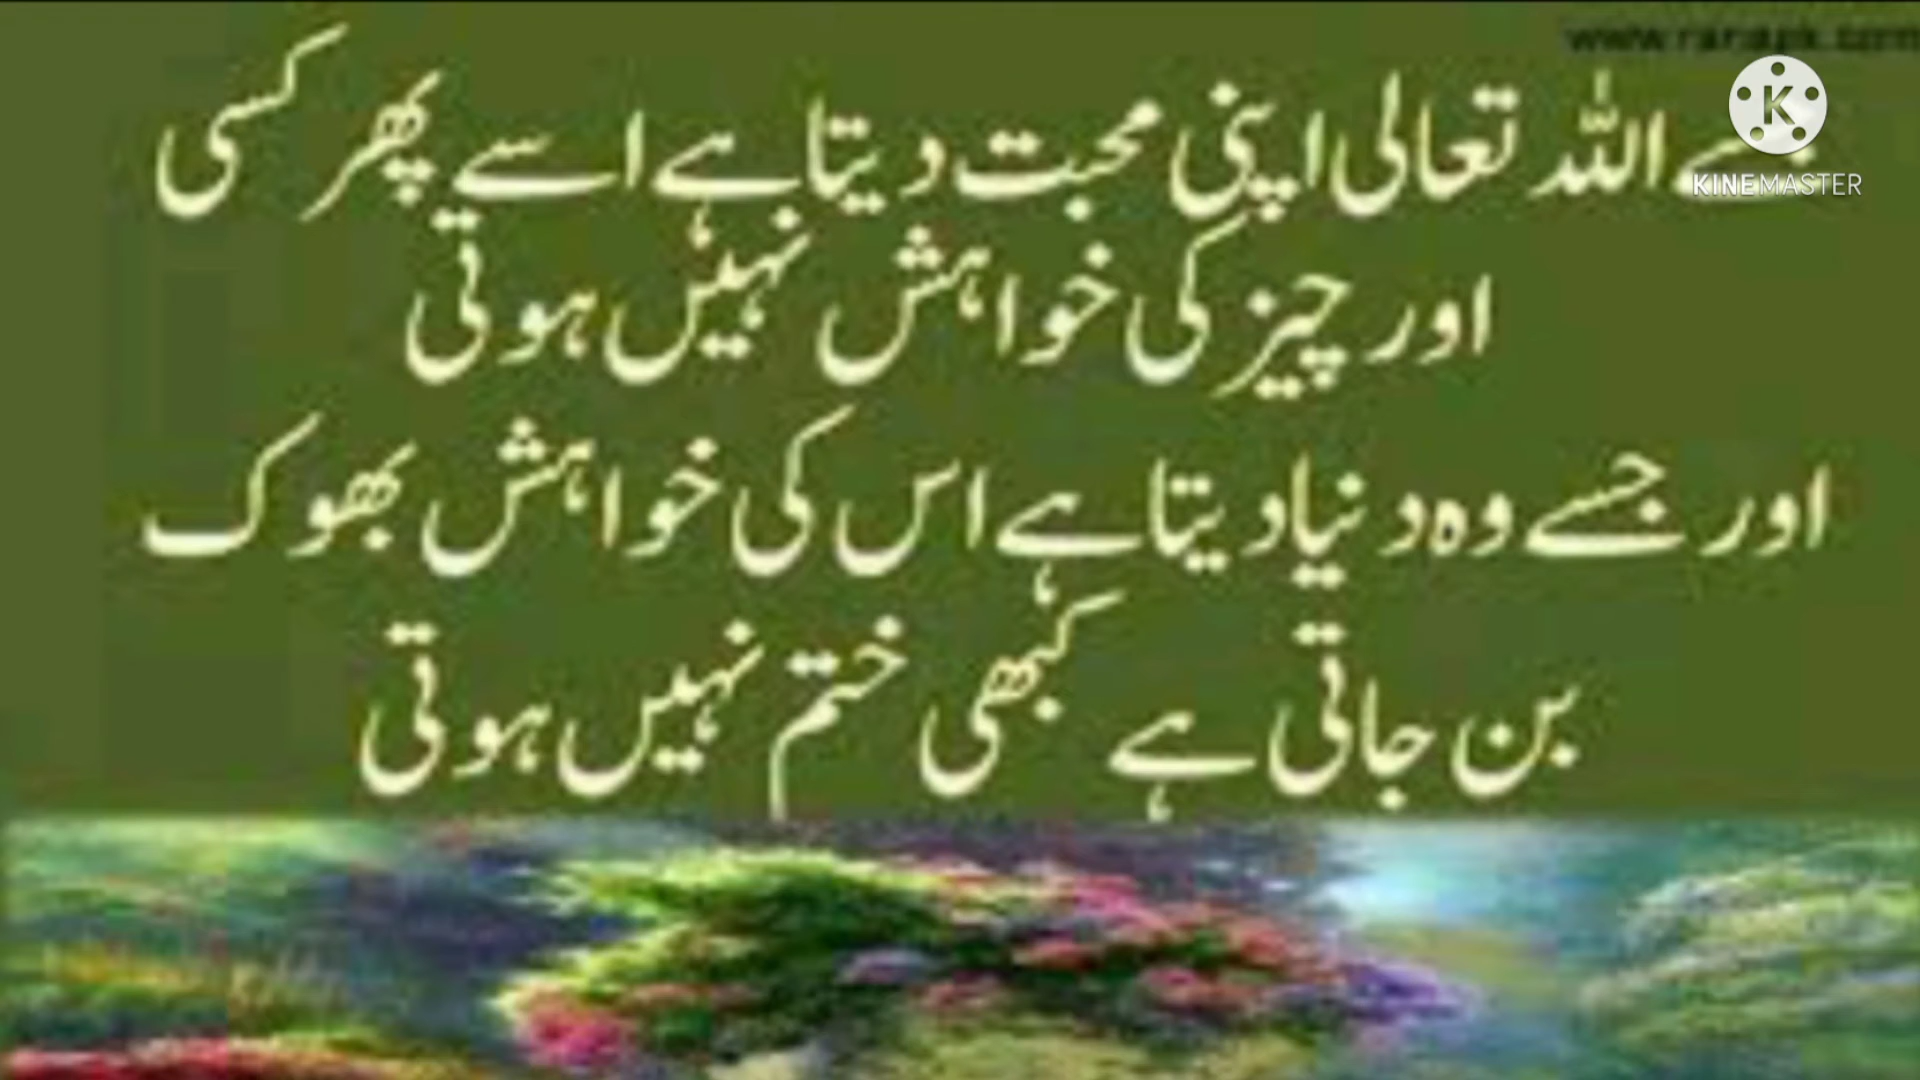 جسے اللہ تعالی اپنی محبت دیتا ہے اسے پھر کسی
اور چیز کی خواہش نہیں ہوتی
اور جسے وہ دنیا دیتا ہے اس کی خواہش بھوک
بن جاتی ہے کبھی ختم نہیں ہوتی
KINEMASTER